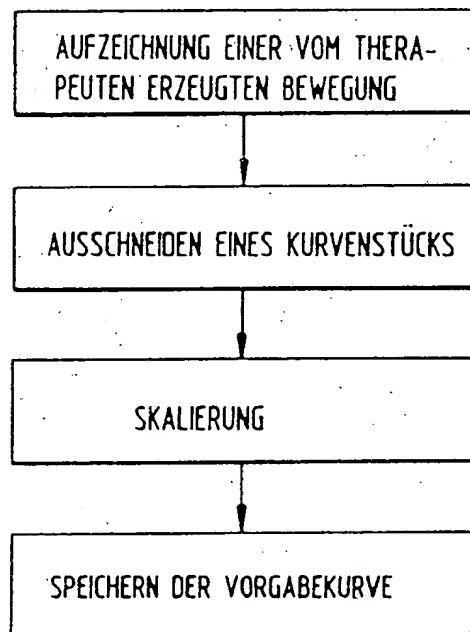 AUFZEICHNUNG EINER VOM THERA-
PEUTEN ERZEUGTEN BEWEGUNG
AUSSCHNEIDEN EINES KURVENSTÜCKS
SKALIERUNG
SPEICHERN DER VORGABEKURVE